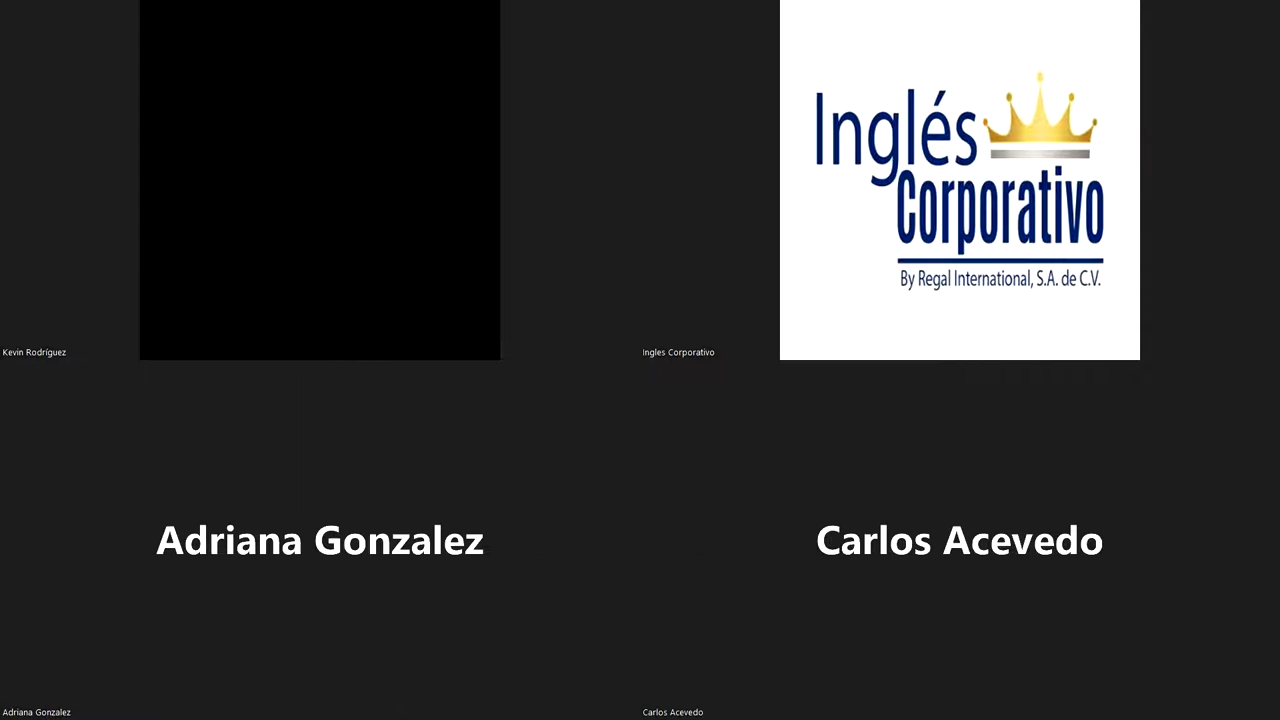 Inglés
Corporativo
By Regal International, S.A. de C.V.
Kevin Rodríguez
Ingles Corporativo
Adriana Gonzalez
Carlos Acevedo
Adriana Gonzalez
Carlos Acevedo